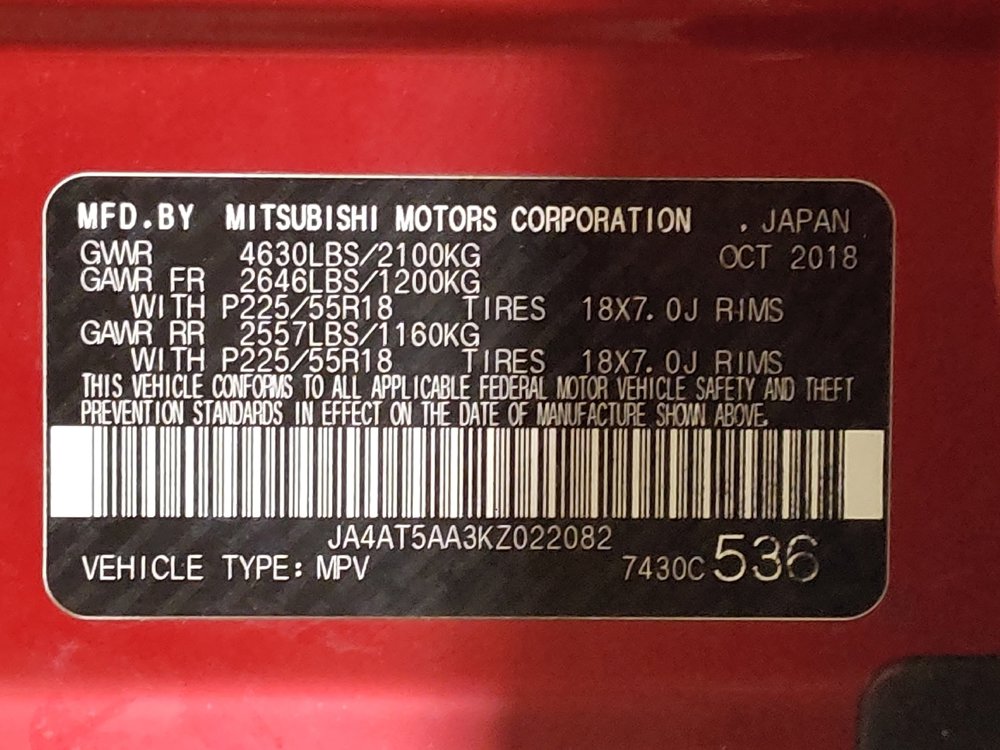 MFD.BY MITSUBISHI MOTORS CORPORATION . JAPAN
GVWR 4630LBS/2100KG OCT 2018
GAWR FR 2646LBS/1200KG
WITH P225/55R18 TIRES 18X7.0J RIMS
GAWR RR 2557LBS/1160KG
WITH P225/55R18 TIRES 18X7.0J RIMS
THIS VEHICLE CONFORMS TO ALL APPLICABLE FEDERAL MOTOR VEHICLE SAFETY AND THEFT
PREVENTION STANDARDS IN EFFECT ON THE DATE OF MANUFACTURE SHOWN ABOVE.
JA4AT5AA3KZ022082
VEHICLE TYPE: MPV 7430C 536